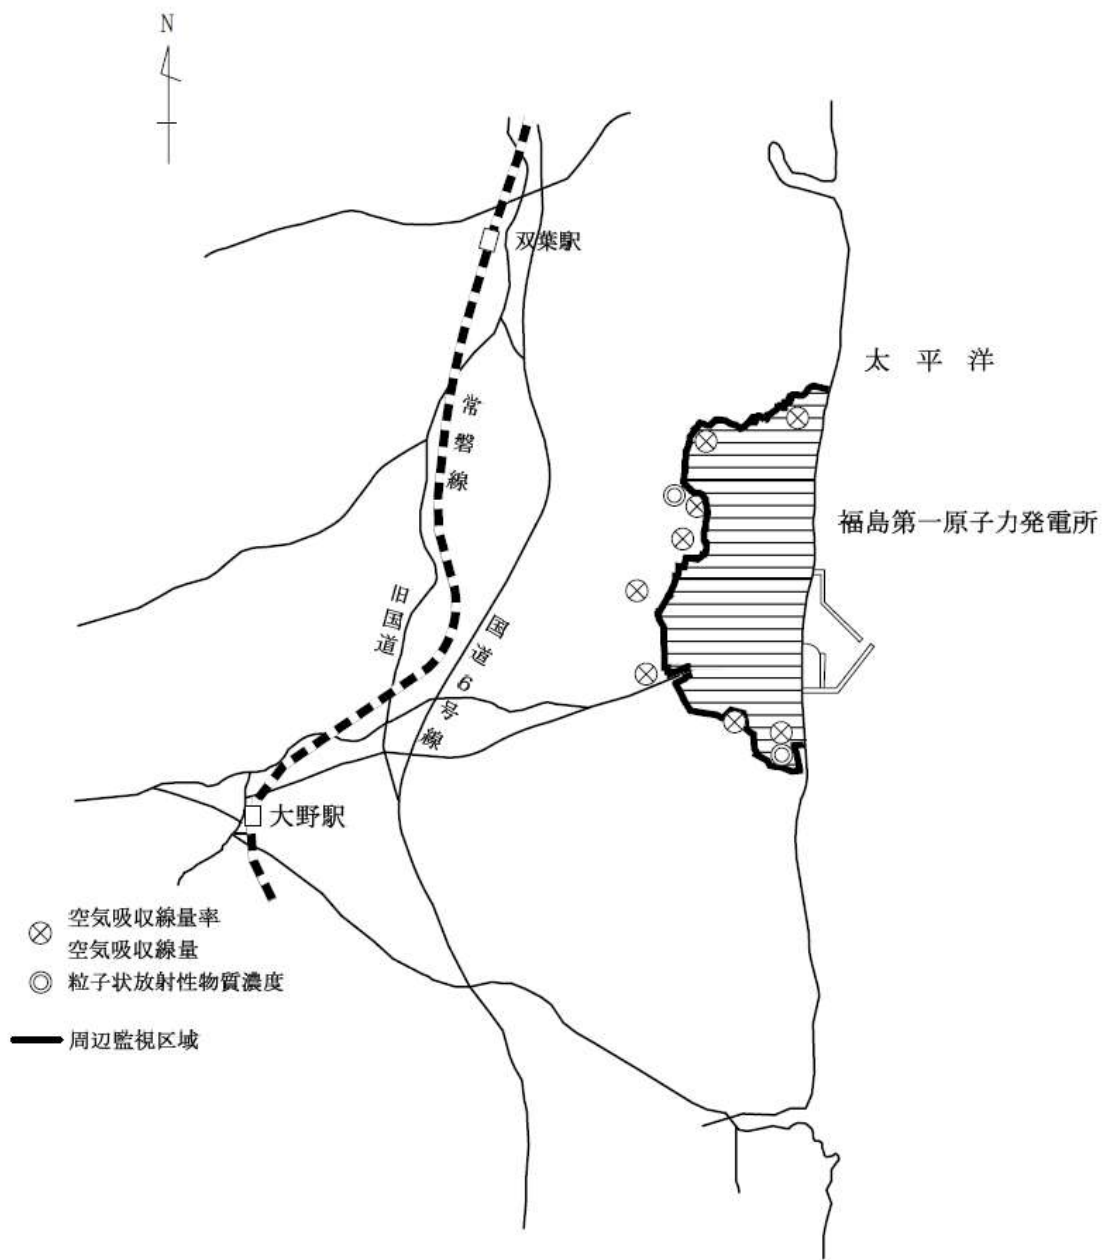 N
双葉駅
太平洋
常磐線
福島第一原子力発電所
旧国道
国道6号線
大野駅
空気吸収線量率
空気吸収線量
粒子状放射性物質濃度
周辺監視区域